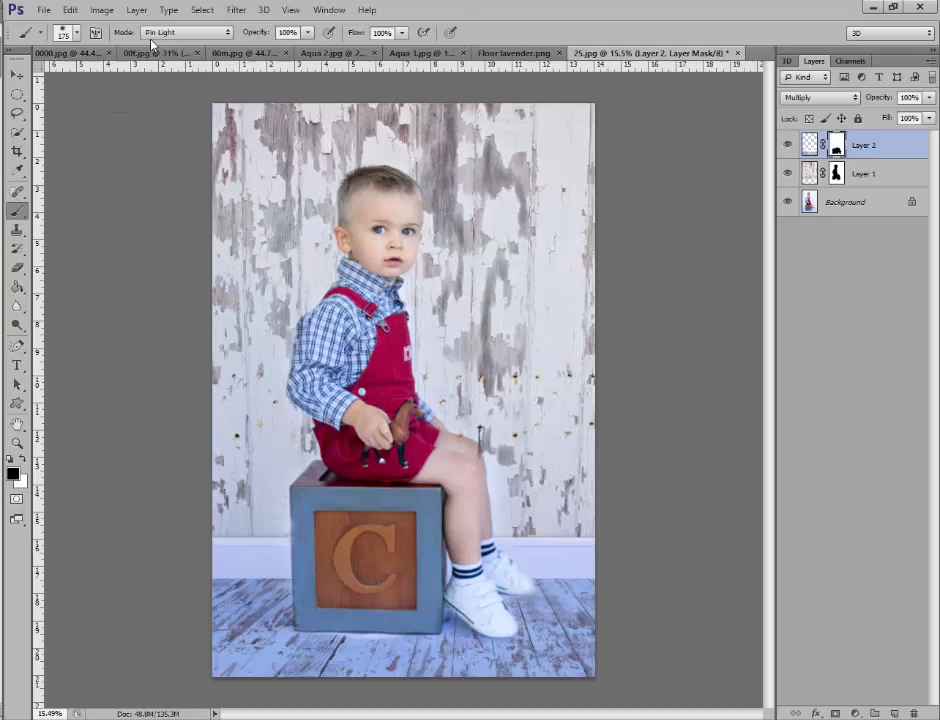 Ps File Edit Image Layer Type Select Filter 3D View Window Help
175 Mode: Pin Light Opacity: 100% Flow: 100% 3D
0000.jpg @ 44.4... × 00f.jpg @ 31% (... × 00m.jpg @ 44.7... × Aqua 2.jpg @ 2... × Aqua 3.jpg @ 1... × Floor lavender.png × 25.jpg @ 15.5% (Layer 2, Layer Mask/8) * ×
3D Layers Channels
Kind
Multiply Opacity: 100%
Lock: Fill: 100%
Layer 2
Layer 1
Background
C
15.49% Doc: 48.8M/135.3M